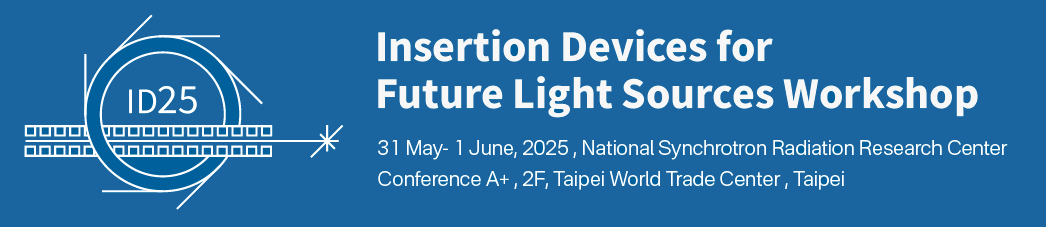 ID25
Insertion Devices for
Future Light Sources Workshop
31 May- 1 June, 2025 , National Synchrotron Radiation Research Center
Conference A+ , 2F, Taipei World Trade Center , Taipei